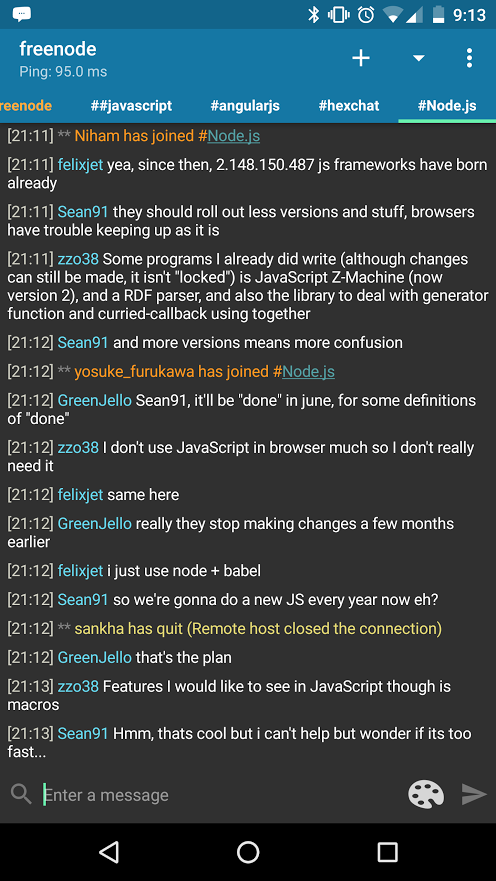 9:13
freenode
Ping: 95.0 ms
reenode ##javascript #angularjs #hexchat #Node.js
[21:11] ** Niham has joined #Node.js
[21:11] felixjet yea, since then, 2.148.150.487 js frameworks have born
already
[21:11] Sean91 they should roll out less versions and stuff, browsers
have trouble keeping up as it is
[21:11] zzo38 Some programs I already did write (although changes
can still be made, it isn't "locked") is JavaScript Z-Machine (now
version 2), and a RDF parser, and also the library to deal with generator
function and curried-callback using together
[21:12] Sean91 and more versions means more confusion
[21:12] ** yosuke_furukawa has joined #Node.js
[21:12] GreenJello Sean91, it'll be "done" in june, for some definitions
of "done"
[21:12] zzo38 I don't use JavaScript in browser much so I don't really
need it
[21:12] felixjet same here
[21:12] GreenJello really they stop making changes a few months
earlier
[21:12] felixjet i just use node + babel
[21:12] Sean91 so we're gonna do a new JS every year now eh?
[21:12] ** sankha has quit (Remote host closed the connection)
[21:12] GreenJello that's the plan
[21:13] zzo38 Features I would like to see in JavaScript though is
macros
[21:13] Sean91 Hmm, thats cool but i can't help but wonder if its too
fast...
Enter a message